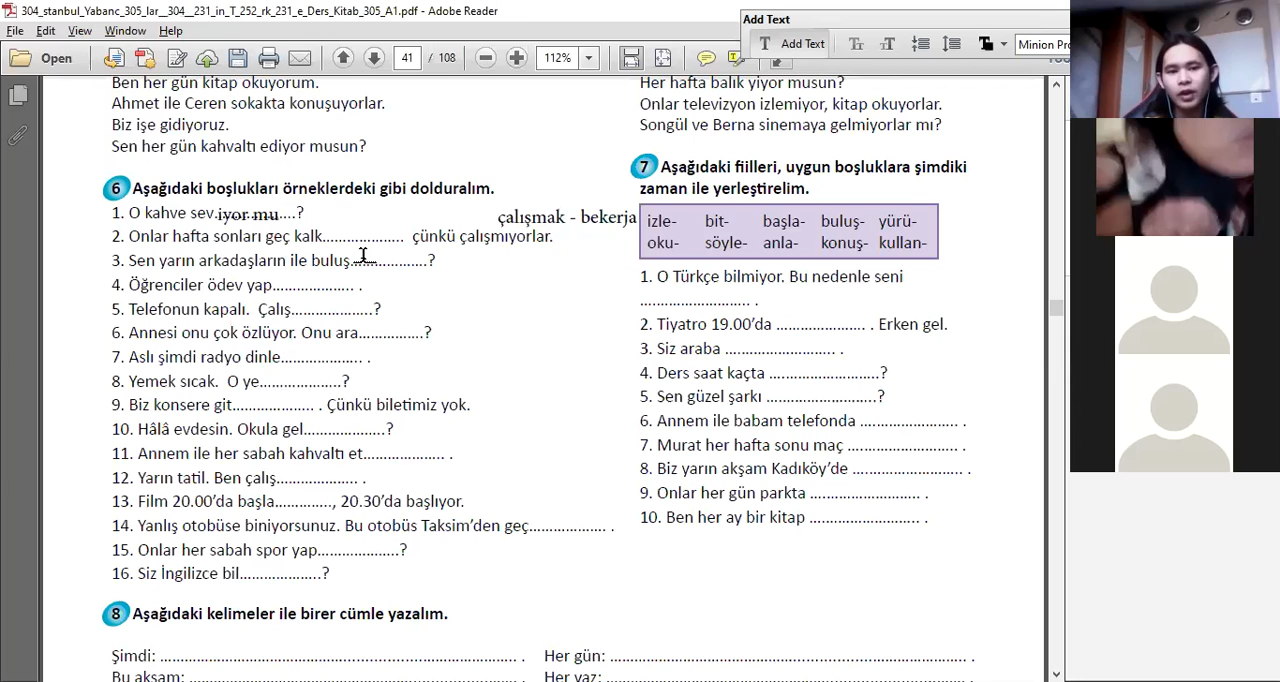 304_stanbul_Yabanc_305_lar__304__231_in_T_252_rk_231_e_Ders_Kitab_305_A1.pdf - Adobe Reader
File Edit View Window Help
Add Text
Open 41 / 108 112% Add Text Minion Pro
Ben her gün kitap okuyorum.
Ahmet ile Ceren sokakta konuşuyorlar.
Biz işe gidiyoruz.
Sen her gün kahvaltı ediyor musun?
6 Aşağıdaki boşlukları örneklerdeki gibi dolduralım.
1. O kahve sev.iyor mu....?
çalışmak - bekerja
2. Onlar hafta sonları geç kalk................... çünkü çalışmıyorlar.
3. Sen yarın arkadaşların ile buluş...................?
4. Öğrenciler ödev yap................... .
5. Telefonun kapalı. Çalış...................?
6. Annesi onu çok özlüyor. Onu ara...................?
7. Aslı şimdi radyo dinle................... .
8. Yemek sıcak. O ye...................?
9. Biz konsere git................... . Çünkü biletimiz yok.
10. Hâlâ evdesin. Okula gel...................?
11. Annem ile her sabah kahvaltı et................... .
12. Yarın tatil. Ben çalış................... .
13. Film 20.00’da başla............., 20.30’da başlıyor.
14. Yanlış otobüse biniyorsunuz. Bu otobüs Taksim’den geç................... .
15. Onlar her sabah spor yap...................?
16. Siz İngilizce bil...................?
Her hafta balık yiyor musun?
Onlar televizyon izlemiyor, kitap okuyorlar.
Songül ve Berna sinemaya gelmiyorlar mı?
7 Aşağıdaki fiilleri, uygun boşluklara şimdiki
zaman ile yerleştirelim.
izle- bit- başla- buluş- yürü-
oku- söyle- anla- konuş- kullan-
1. O Türkçe bilmiyor. Bu nedenle seni
.......................... .
2. Tiyatro 19.00’da ..................... . Erken gel.
3. Siz araba .......................... .
4. Ders saat kaçta ..........................?
5. Sen güzel şarkı ..........................?
6. Annem ile babam telefonda ....................... .
7. Murat her hafta sonu maç .......................... .
8. Biz yarın akşam Kadıköy’de .......................... .
9. Onlar her gün parkta .......................... .
10. Ben her ay bir kitap .......................... .
8 Aşağıdaki kelimeler ile birer cümle yazalım.
Şimdi: .................................................................................... .
Her gün: .................................................................................... .
Bu akşam: ....................................................................................
Her yaz: ....................................................................................